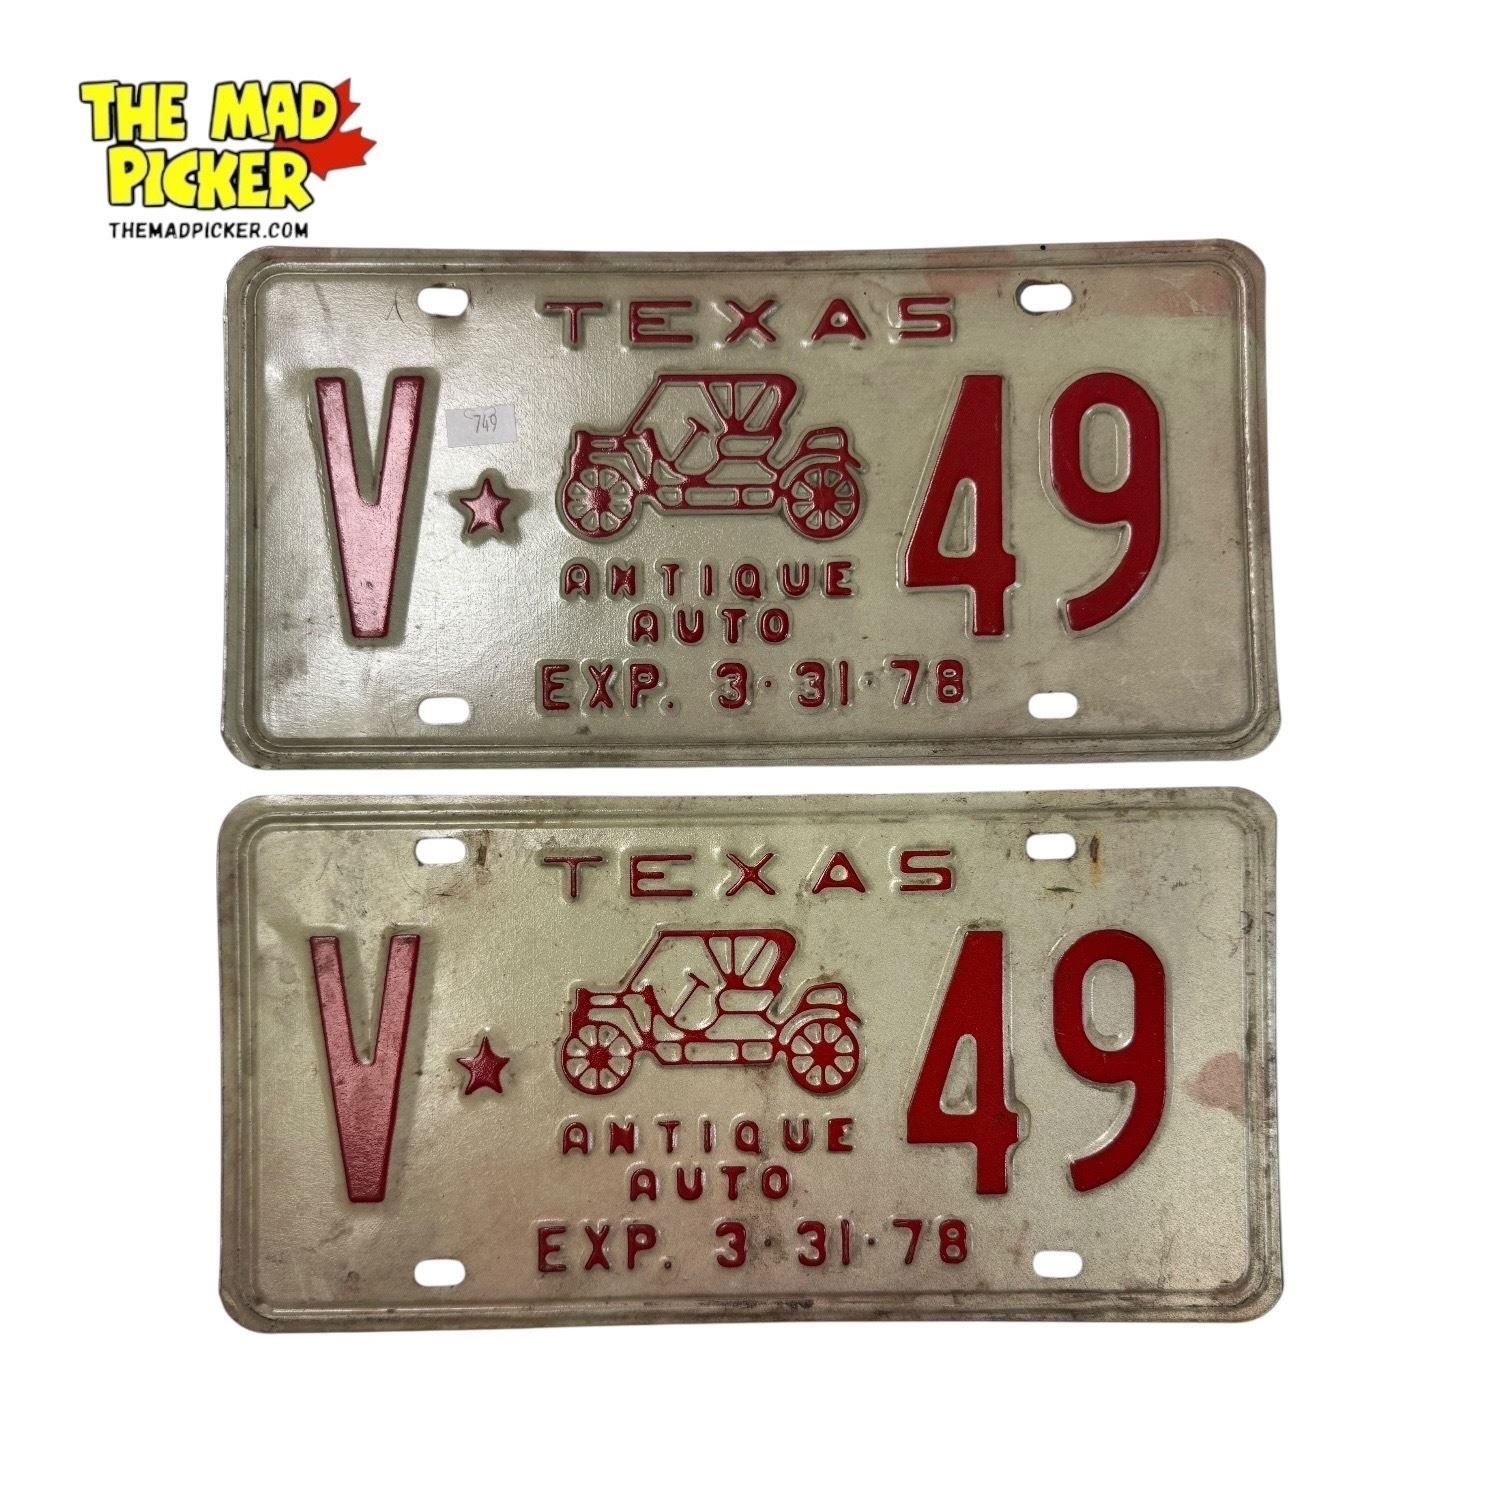 THE MAD
PICKER
THEMADPICKER.COM
TEXAS
V★49
749
ANTIQUE
AUTO
EXP. 3·31·78
TEXAS
V★49
ANTIQUE
AUTO
EXP. 3·31·78